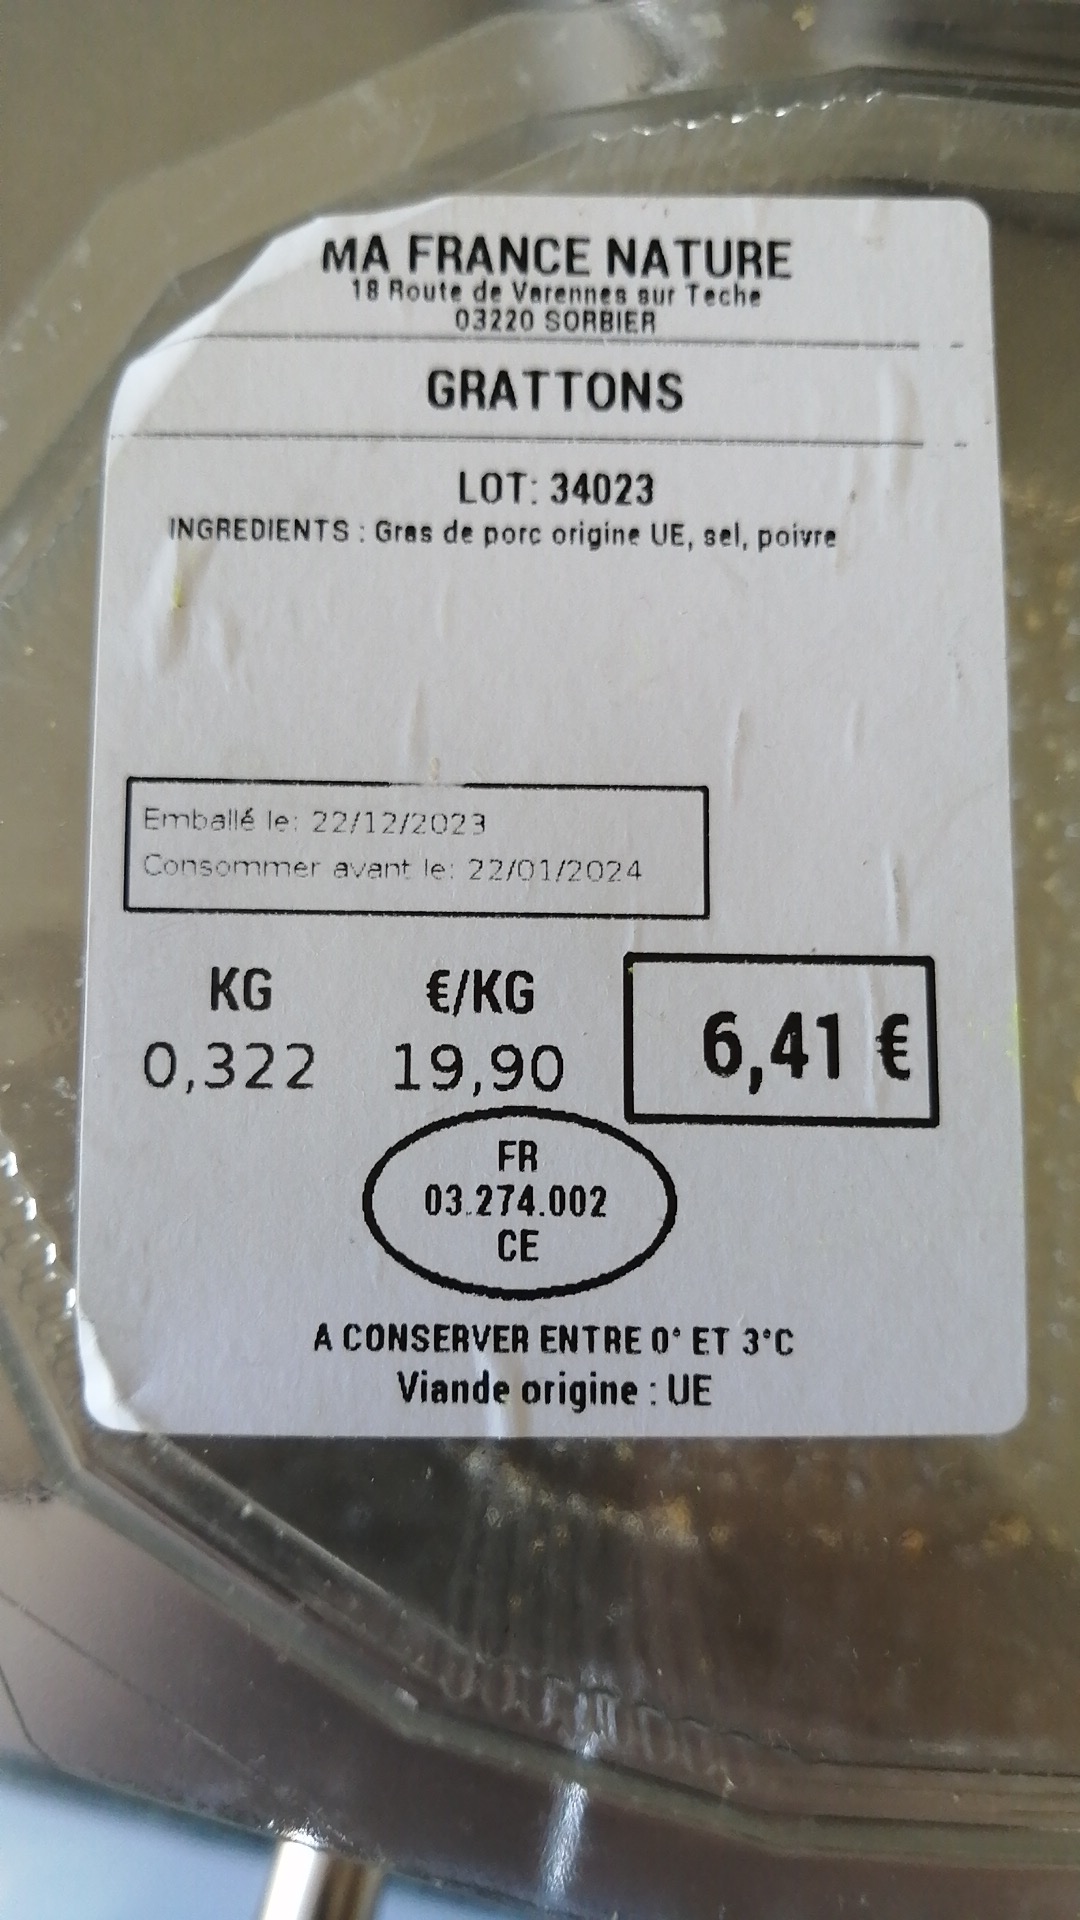 MA FRANCE NATURE
18 Route de Varennes sur Teche
03220 SORBIER
GRATTONS
LOT: 34023
INGREDIENTS : Gras de porc origine UE, sel, poivre
Emballé le: 22/12/2023
Consommer avant le: 22/01/2024
KG €/KG
0,322 19,90 6,41 €
FR
03.274.002
CE
A CONSERVER ENTRE 0° ET 3°C
Viande origine : UE